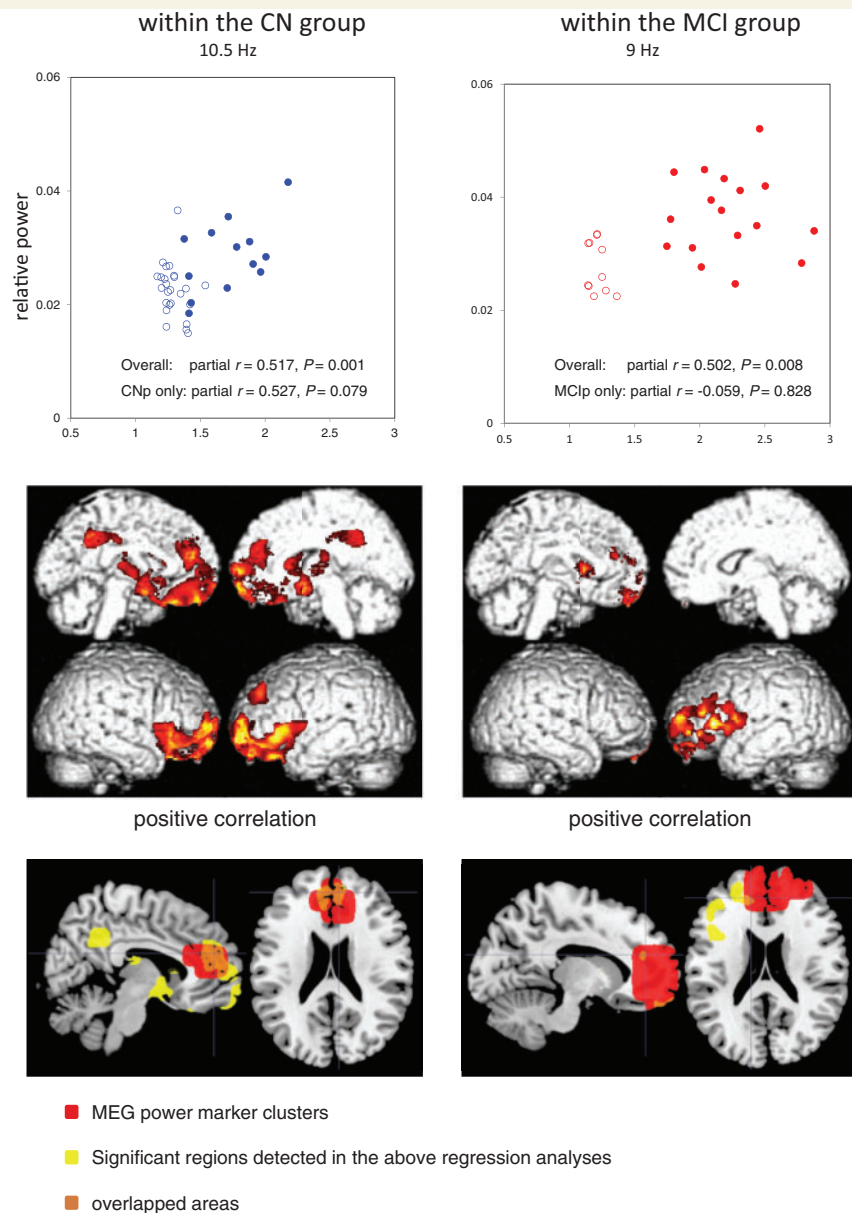 within the CN group
10.5 Hz
within the MCI group
9 Hz
relative power
0.06
0.04
0.02
0
Overall: partial r = 0.517, P = 0.001
CNp only: partial r = 0.527, P = 0.079
0.5 1 1.5 2 2.5 3
0.06
0.04
0.02
0
Overall: partial r = 0.502, P = 0.008
MCIp only: partial r = -0.059, P = 0.828
0.5 1 1.5 2 2.5 3
positive correlation
positive correlation
MEG power marker clusters
Significant regions detected in the above regression analyses
overlapped areas